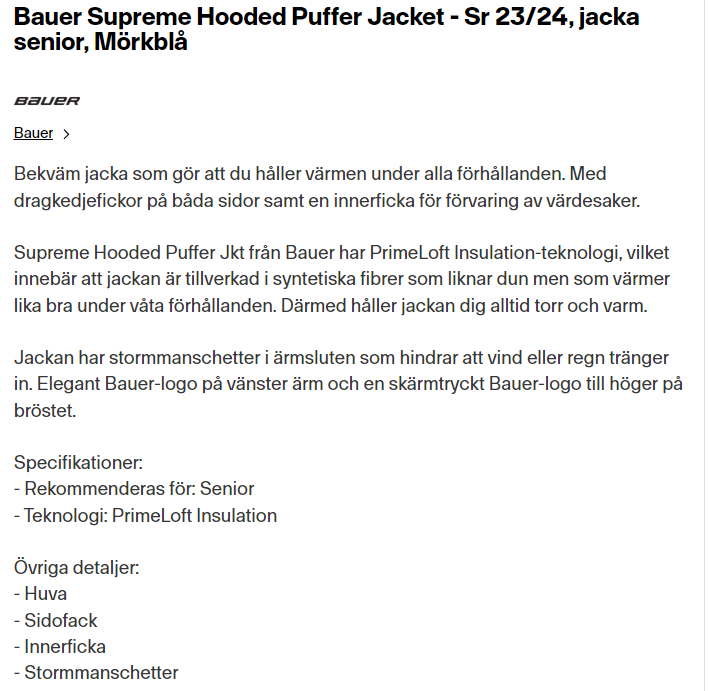 Bauer Supreme Hooded Puffer Jacket - Sr 23/24, jacka
senior, Mörkblå
BAUER
Bauer
Bekväm jacka som gör att du håller värmen under alla förhållanden. Med
dragkedjefickor på båda sidor samt en innerficka för förvaring av värdesaker.
Supreme Hooded Puffer Jkt från Bauer har PrimeLoft Insulation-teknologi, vilket
innebär att jackan är tillverkad i syntetiska fibrer som liknar dun men som värmer
lika bra under våta förhållanden. Därmed håller jackan dig alltid torr och varm.
Jackan har stormmanschetter i ärmsluten som hindrar att vind eller regn tränger
in. Elegant Bauer-logo på vänster ärm och en skärmtryckt Bauer-logo till höger på
bröstet.
Specifikationer:
- Rekommenderas för: Senior
- Teknologi: PrimeLoft Insulation
Övriga detaljer:
- Huva
- Sidofack
- Innerficka
- Stormmanschetter